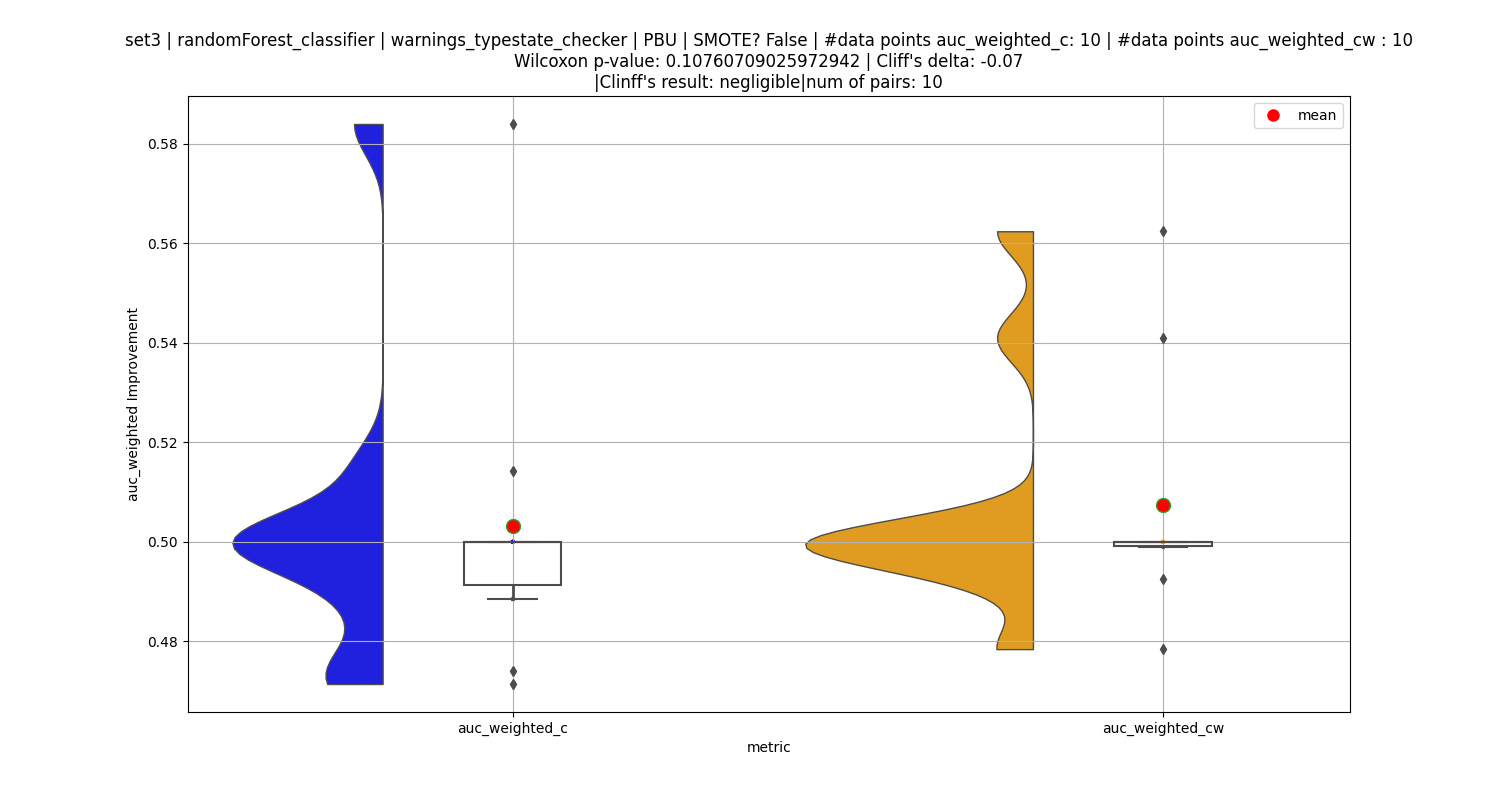 set3 | randomForest_classifier | warnings_typestate_checker | PBU | SMOTE? False | #data points auc_weighted_c: 10 | #data points auc_weighted_cw : 10
Wilcoxon p-value: 0.10760709025972942 | Cliff's delta: -0.07
|Clinff's result: negligible|num of pairs: 10
mean
0.58
0.56
0.54
0.52
0.50
0.48
auc_weighted Improvement
auc_weighted_c
auc_weighted_cw
metric